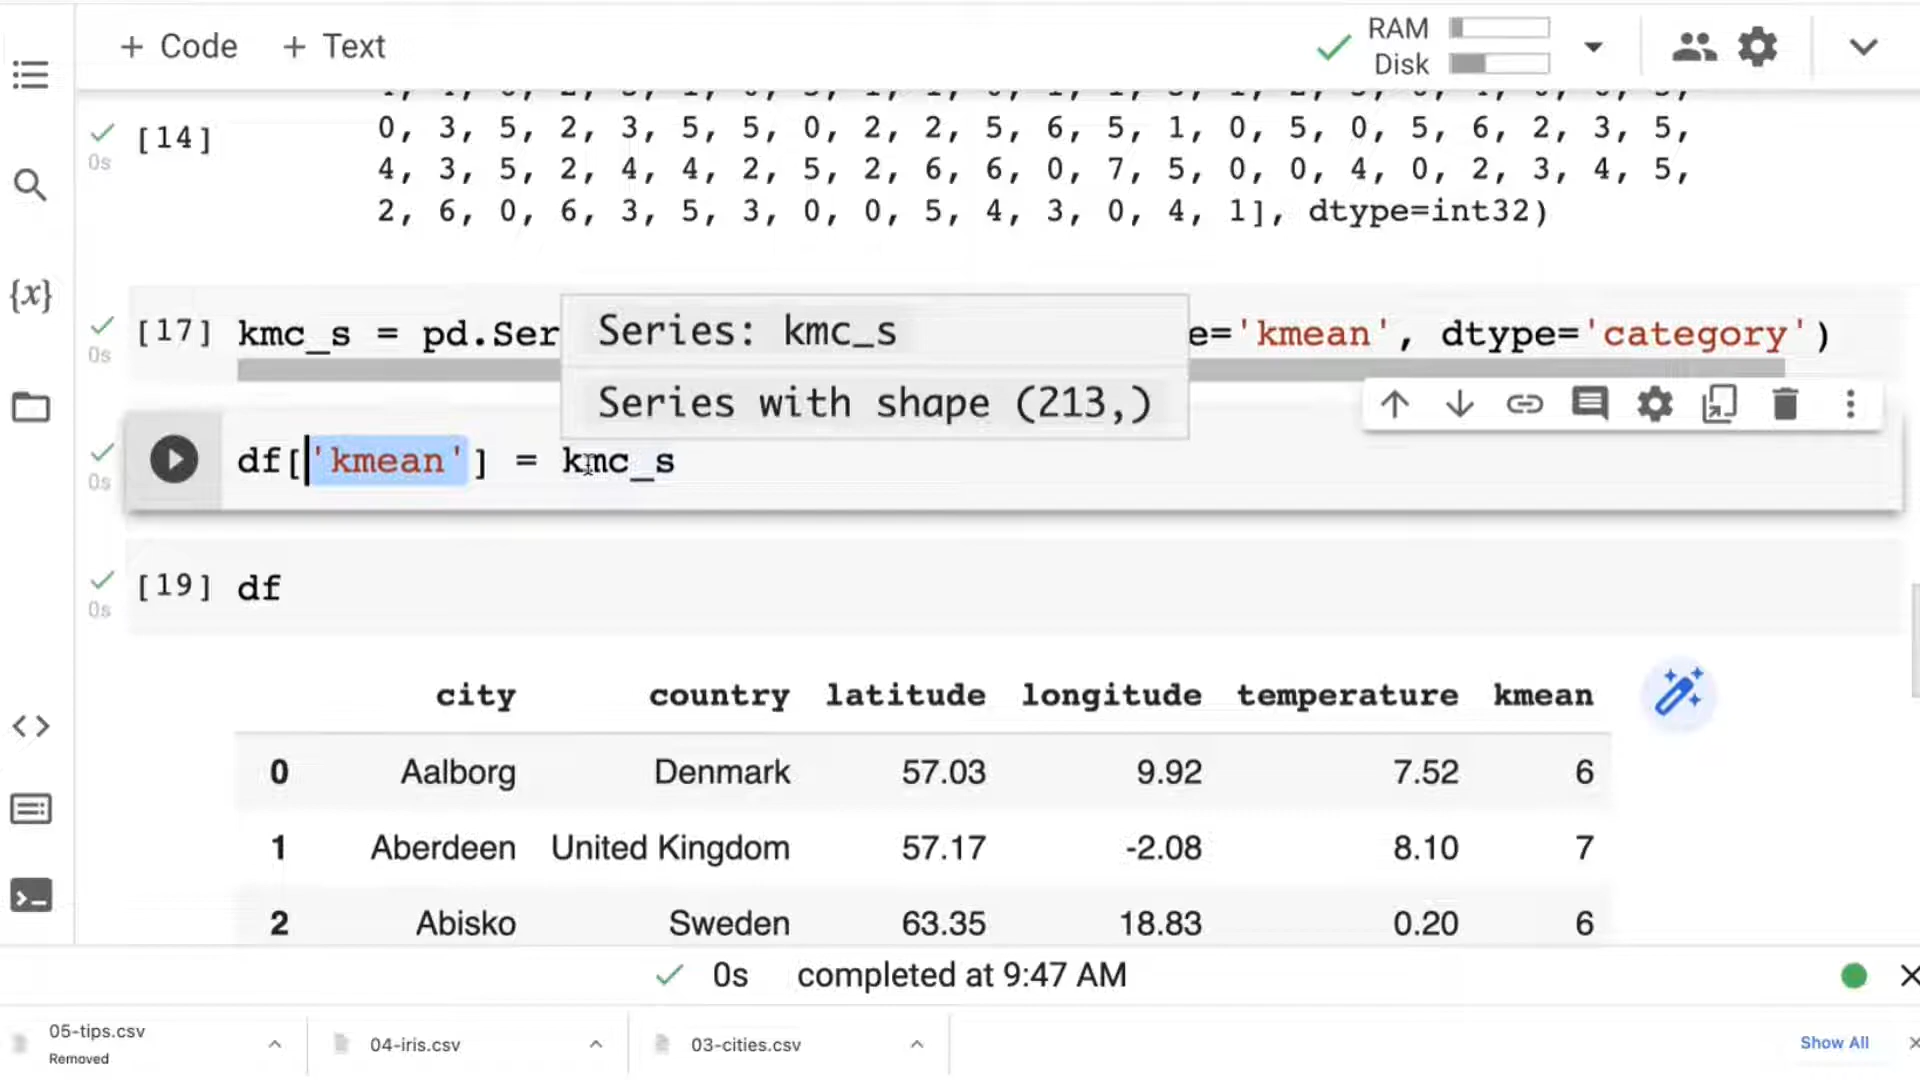 + Code + Text
RAM
Disk
[14]
0s
0, 3, 5, 2, 3, 5, 5, 0, 2, 2, 5, 6, 5, 1, 0, 5, 0, 5, 6, 2, 3, 5,
4, 3, 5, 2, 4, 4, 2, 5, 2, 6, 6, 0, 7, 5, 0, 0, 4, 0, 2, 3, 4, 5,
2, 6, 0, 6, 3, 5, 3, 0, 0, 5, 4, 3, 0, 4, 1], dtype=int32)
{x}
[17] kmc_s = pd.Ser e='kmean', dtype='category')
0s
Series: kmc_s
Series with shape (213,)
df['kmean'] = kmc_s
0s
[19] df
0s
city country latitude longitude temperature kmean
0 Aalborg Denmark 57.03 9.92 7.52 6
1 Aberdeen United Kingdom 57.17 -2.08 8.10 7
2 Abisko Sweden 63.35 18.83 0.20 6
0s completed at 9:47 AM
05-tips.csv
Removed
04-iris.csv
03-cities.csv
Show All